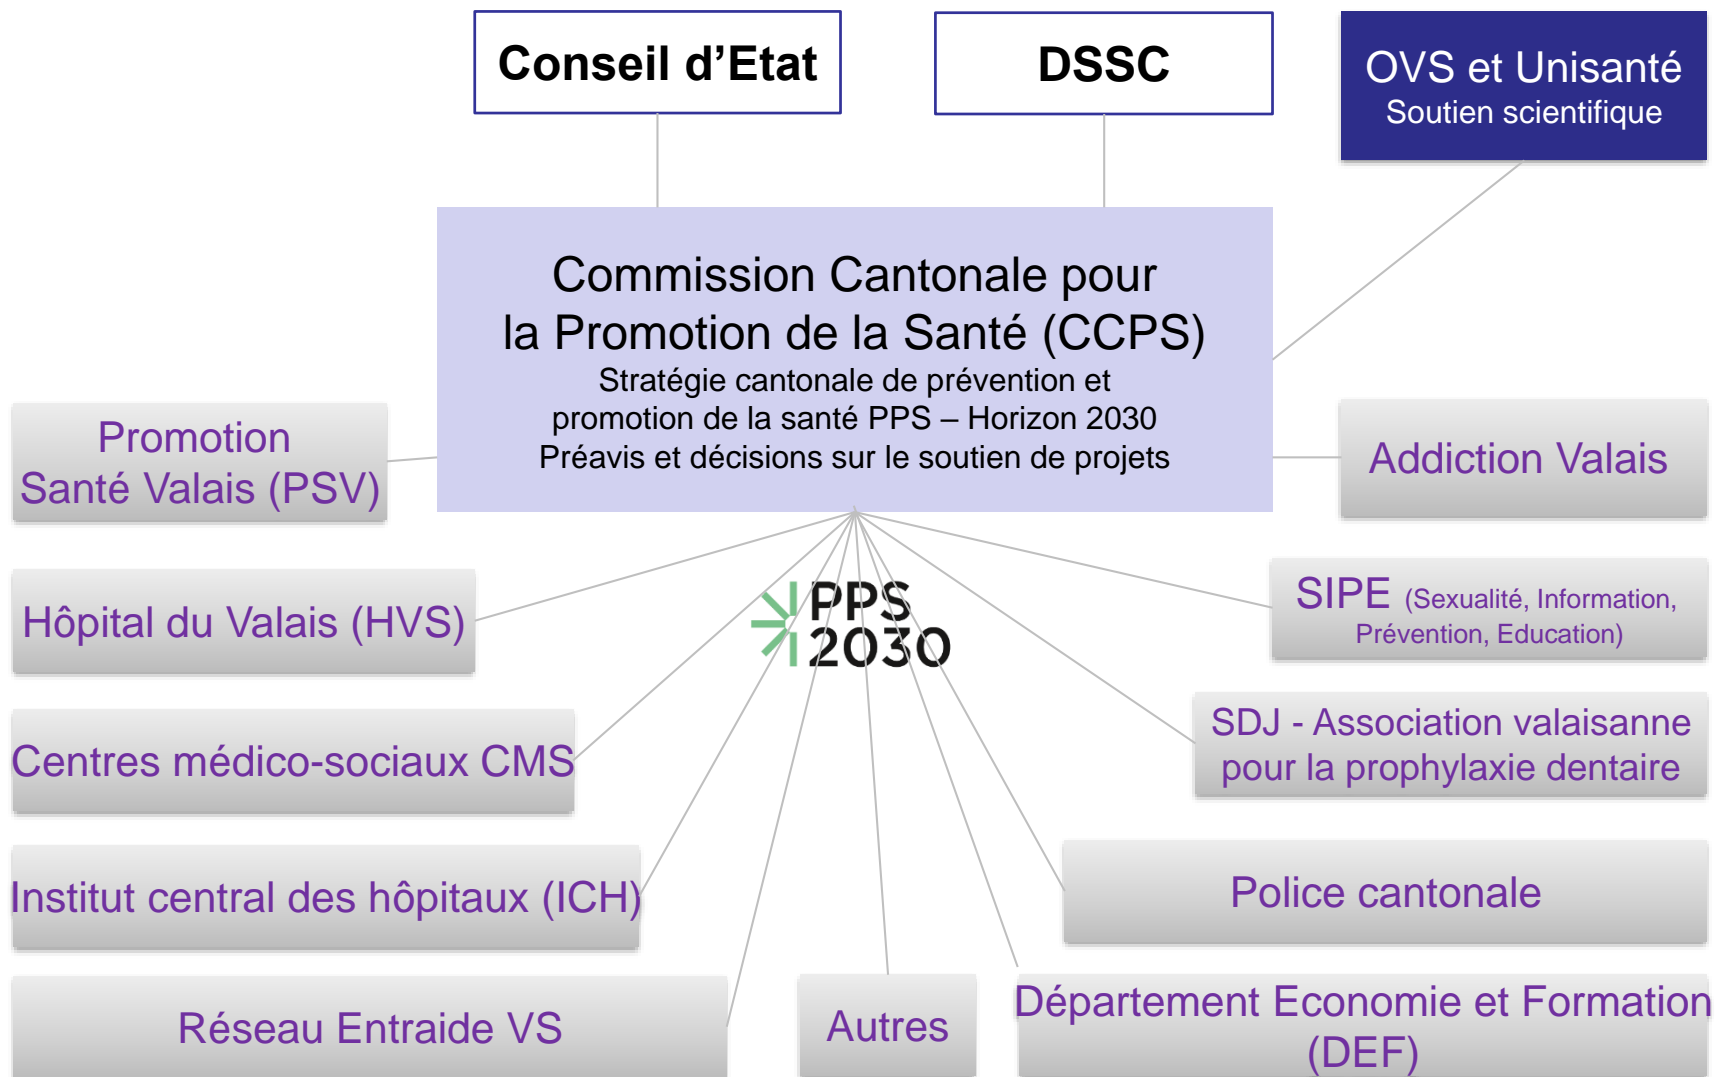 Conseil d’Etat
DSSC
OVS et Unisanté
Soutien scientifique
Commission Cantonale pour
la Promotion de la Santé (CCPS)
Stratégie cantonale de prévention et
promotion de la santé PPS – Horizon 2030
Préavis et décisions sur le soutien de projets
Promotion
Santé Valais (PSV)
Addiction Valais
Hôpital du Valais (HVS)
PPS
2030
SIPE (Sexualité, Information,
Prévention, Education)
Centres médico-sociaux CMS
SDJ - Association valaisanne
pour la prophylaxie dentaire
Institut central des hôpitaux (ICH)
Police cantonale
Réseau Entraide VS
Autres
Département Economie et Formation
(DEF)